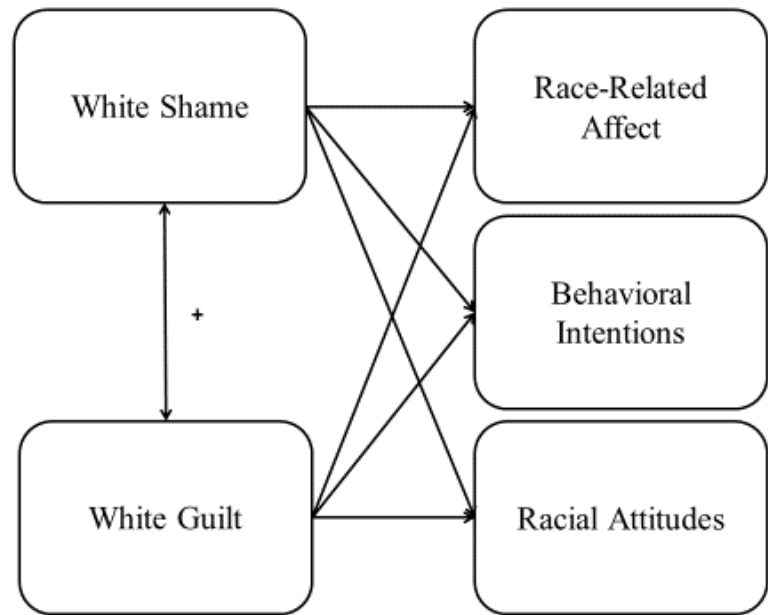 White Shame
Race-Related
Affect
+
Behavioral
Intentions
White Guilt
Racial Attitudes